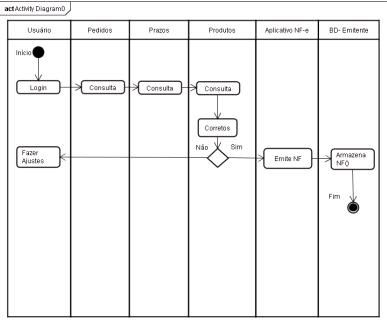 act Activity Diagram0
Usuário
Pedidos
Prazos
Produtos
Aplicativo NF-e
BD- Emitente
Início
Login
Consulta
Consulta
Consulta
Corretos
Não
Sim
Fazer
Ajustes
Emite NF
Armazena
NF()
Fim